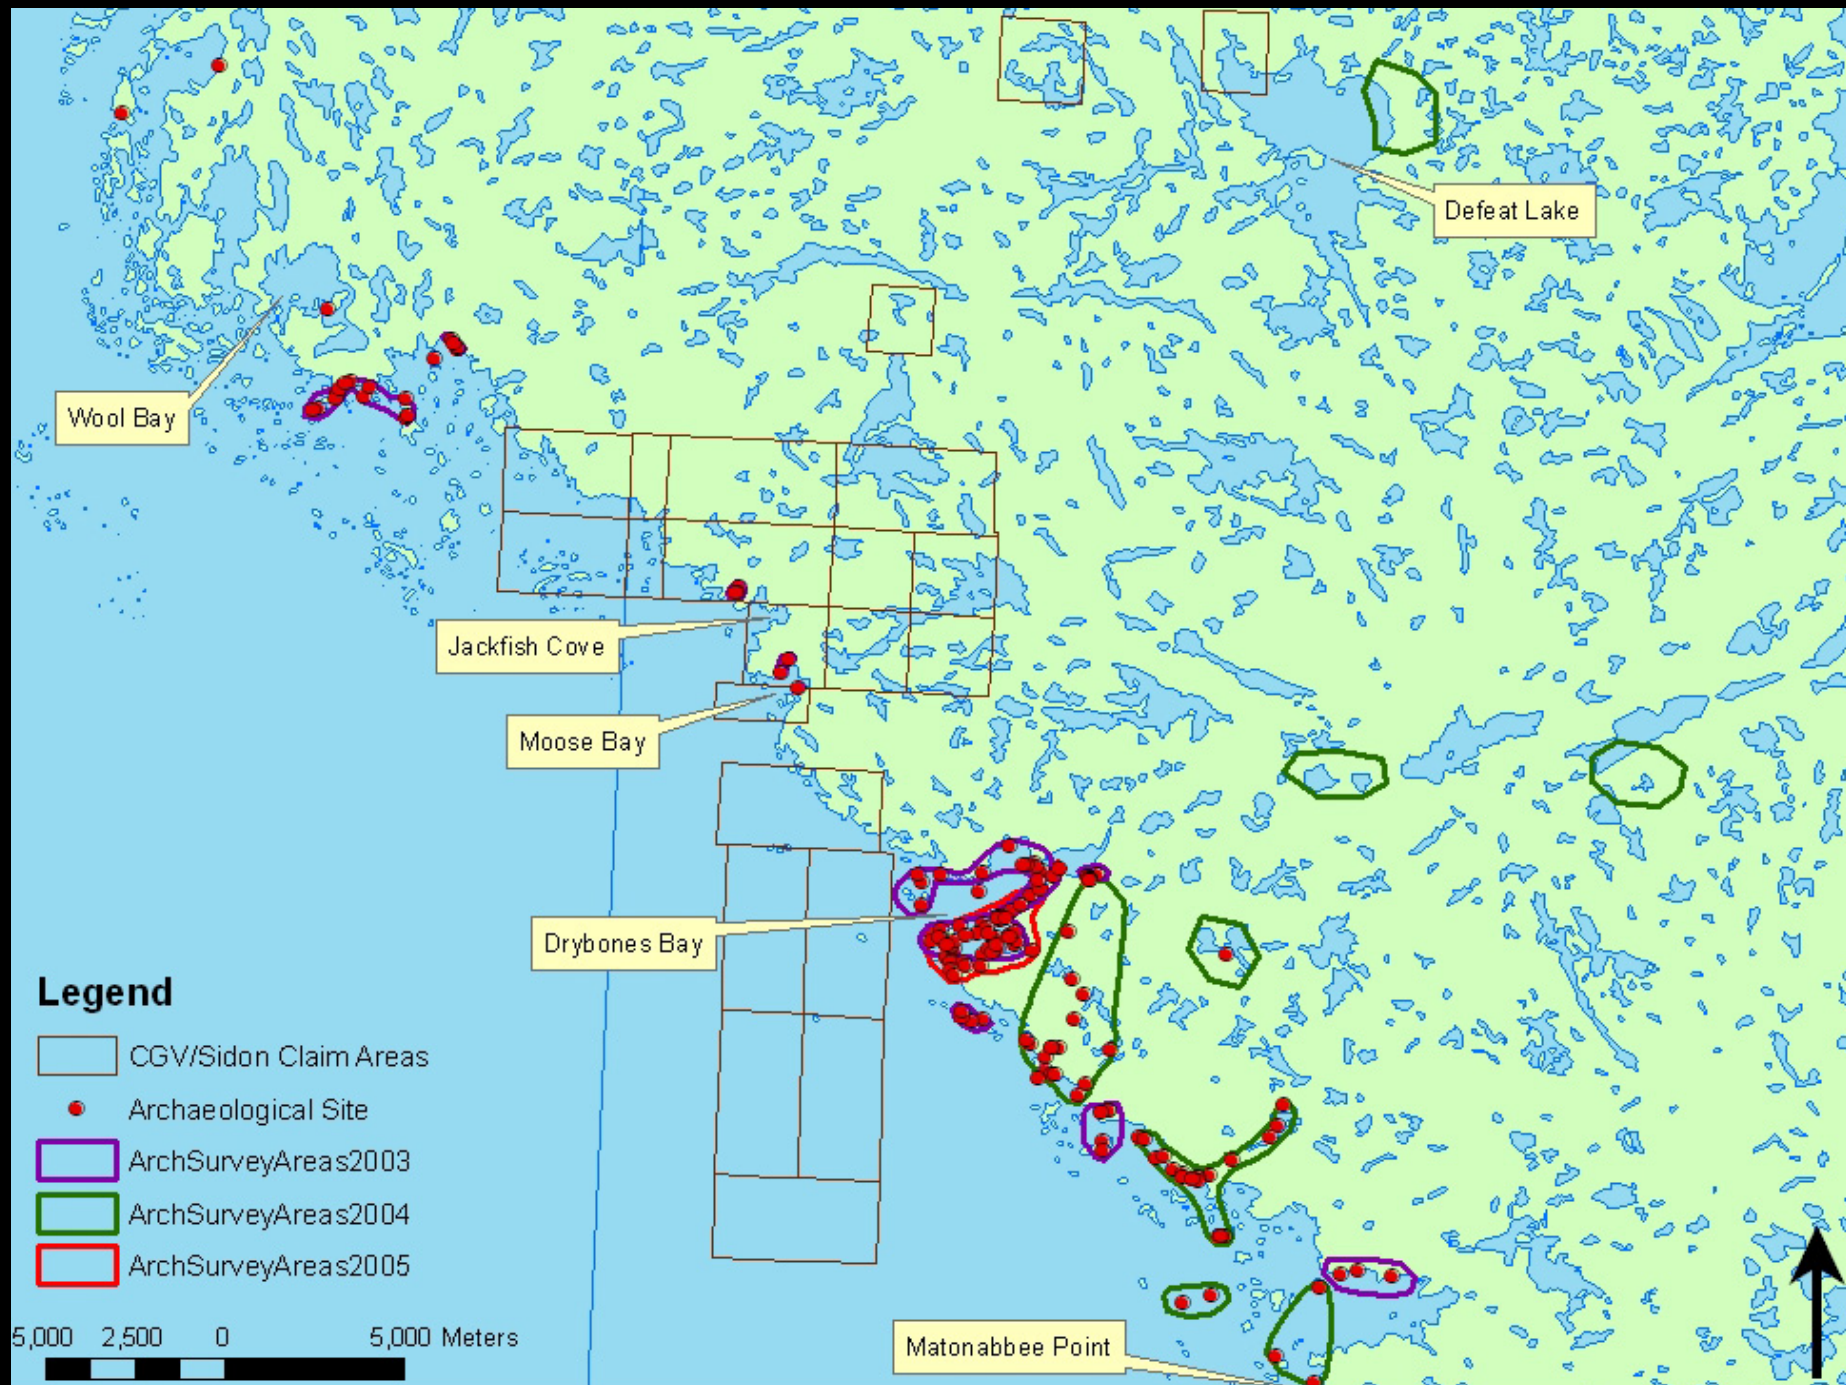 Defeat Lake
Wool Bay
Jackfish Cove
Moose Bay
Drybones Bay
Legend
CGV/Sidon Claim Areas
Archaeological Site
ArchSurveyAreas2003
ArchSurveyAreas2004
ArchSurveyAreas2005
5,000 2,500 0 5,000 Meters
Matonabbee Point